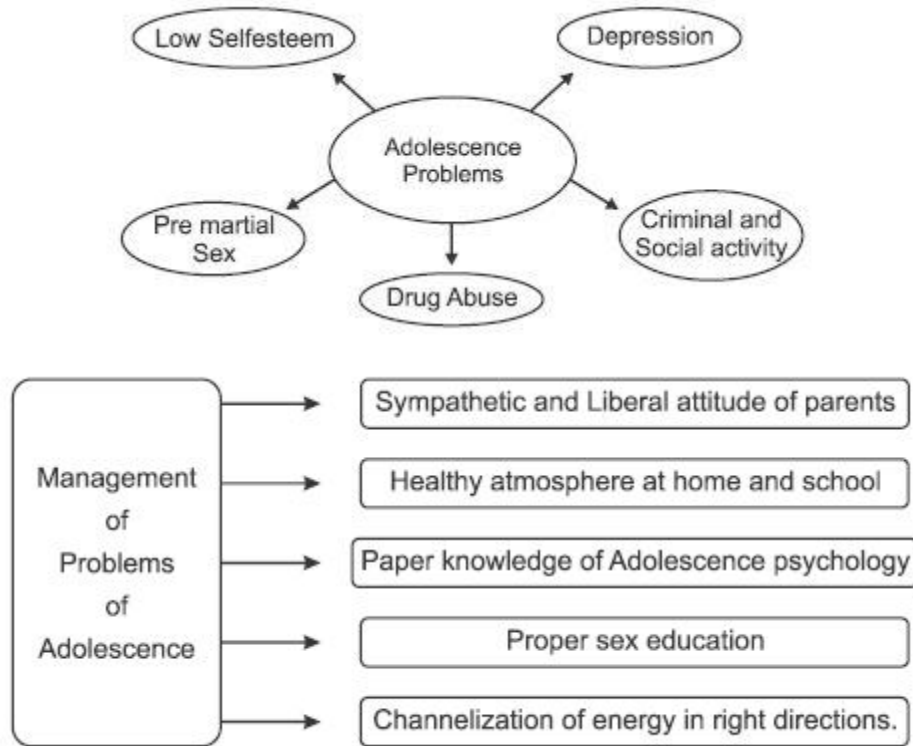 Low Selfesteem
Depression
Adolescence
Problems
Pre martial
Sex
Criminal and
Social activity
Drug Abuse
Management
of
Problems
of
Adolescence
Sympathetic and Liberal attitude of parents
Healthy atmosphere at home and school
Paper knowledge of Adolescence psychology
Proper sex education
Channelization of energy in right directions.